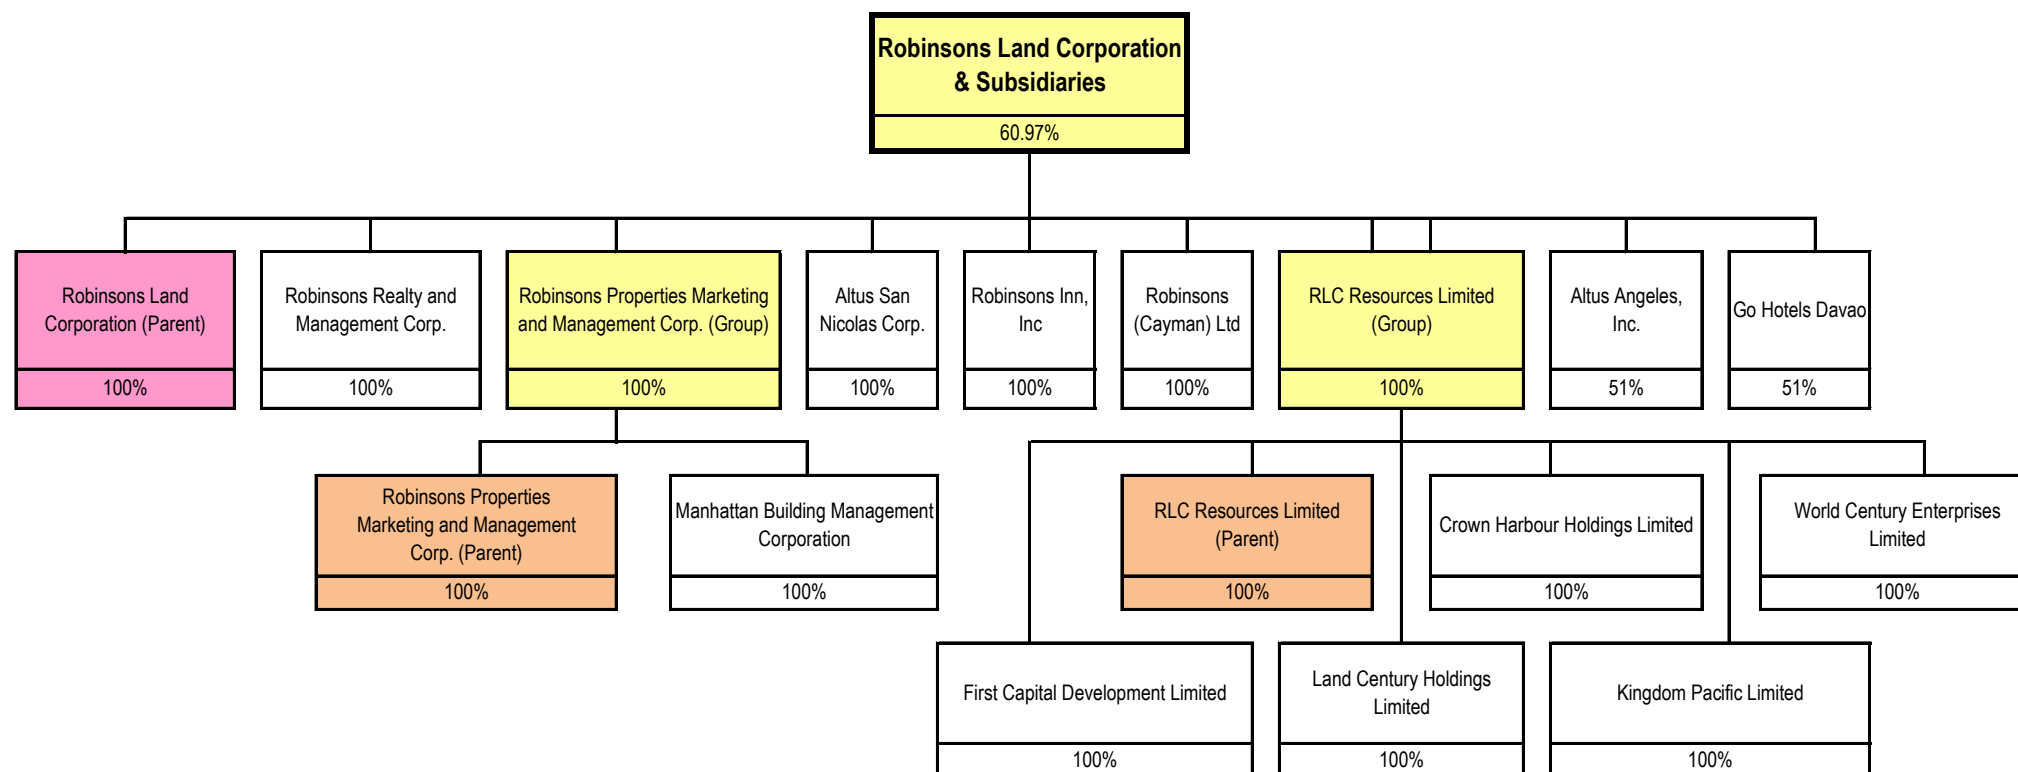 Robinsons Land Corporation
& Subsidiaries
60.97%
Robinsons Land
Corporation (Parent)
100%
Robinsons Realty and
Management Corp.
100%
Robinsons Properties Marketing
and Management Corp. (Group)
100%
Altus San
Nicolas Corp.
100%
Robinsons Inn,
Inc
100%
Robinsons
(Cayman) Ltd
100%
RLC Resources Limited
(Group)
100%
Altus Angeles,
Inc.
51%
Go Hotels Davao
51%
Robinsons Properties
Marketing and Management
Corp. (Parent)
100%
Manhattan Building Management
Corporation
100%
RLC Resources Limited
(Parent)
100%
Crown Harbour Holdings Limited
100%
World Century Enterprises
Limited
100%
First Capital Development Limited
100%
Land Century Holdings
Limited
100%
Kingdom Pacific Limited
100%